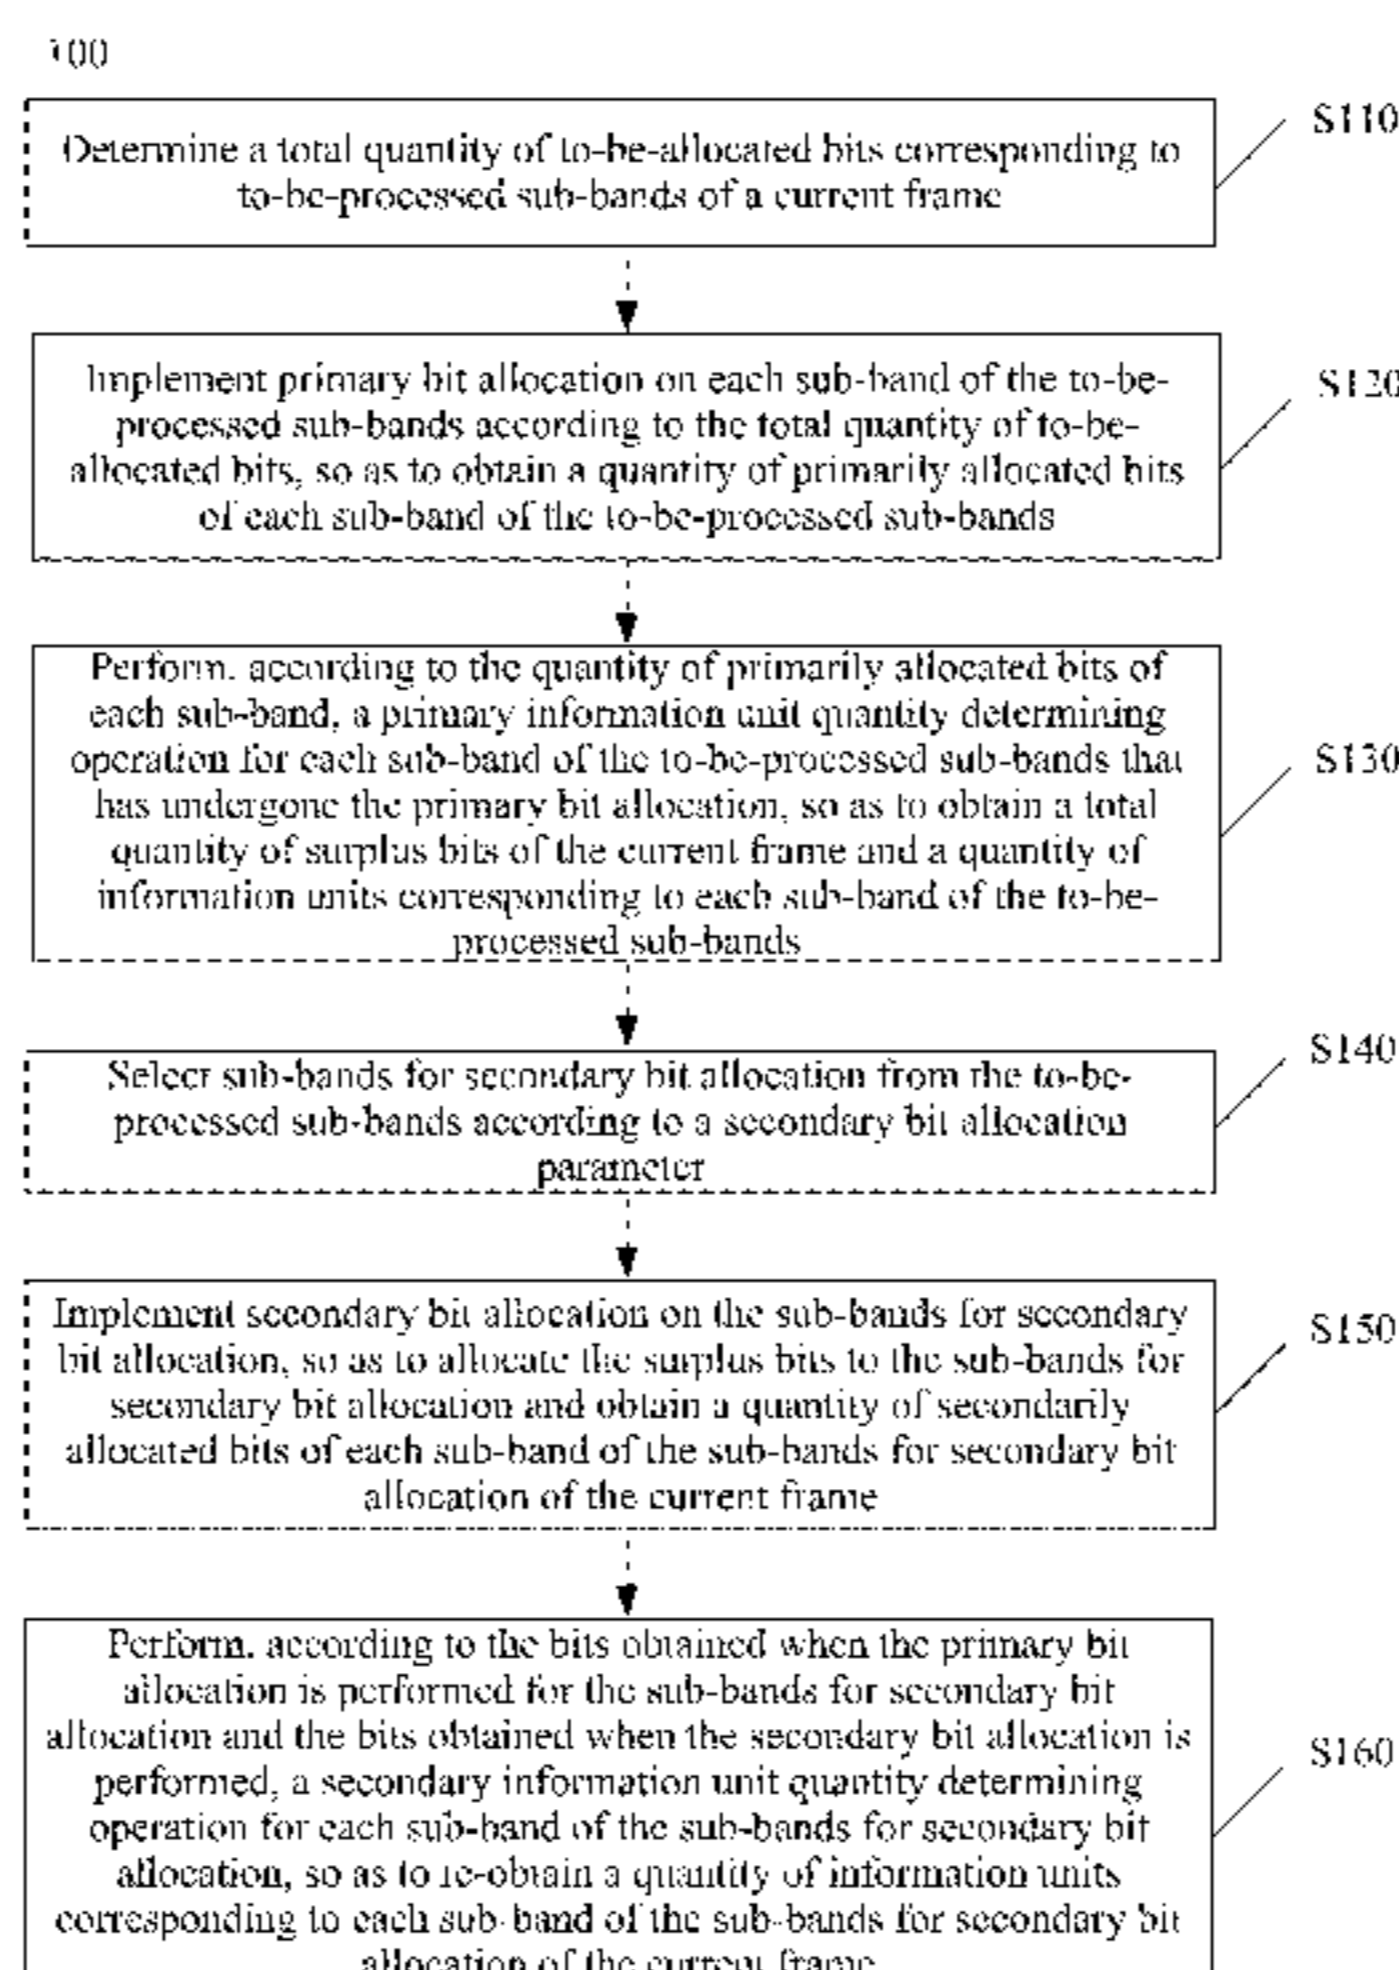 100
S110
Determine a total quantity of to-be-allocated bits corresponding to
to-be-processed sub-bands of a current frame
S120
Implement primary bit allocation on each sub-band of the to-be-
processed sub-bands according to the total quantity of to-be-
allocated bits, so as to obtain a quantity of primarily allocated bits
of each sub-band of the to-be-processed sub-bands
S130
Perform, according to the quantity of primarily allocated bits of
each sub-band, a primary information unit quantity determining
operation for each sub-band of the to-be-processed sub-bands that
has undergone the primary bit allocation, so as to obtain a total
quantity of surplus bits of the current frame and a quantity of
information units corresponding to each sub-band of the to-be-
processed sub-bands
S140
Select sub-bands for secondary bit allocation from the to-be-
processed sub-bands according to a secondary bit allocation
parameter
S150
Implement secondary bit allocation on the sub-bands for secondary
bit allocation, so as to allocate the surplus bits to the sub-bands for
secondary bit allocation and obtain a quantity of secondarily
allocated bits of each sub-band of the sub-bands for secondary bit
allocation of the current frame
S160
Perform, according to the bits obtained when the primary bit
allocation is performed for the sub-bands for secondary bit
allocation and the bits obtained when the secondary bit allocation is
performed, a secondary information unit quantity determining
operation for each sub-band of the sub-bands for secondary bit
allocation, so as to re-obtain a quantity of information units
corresponding to each sub-band of the sub-bands for secondary bit
allocation of the current frame